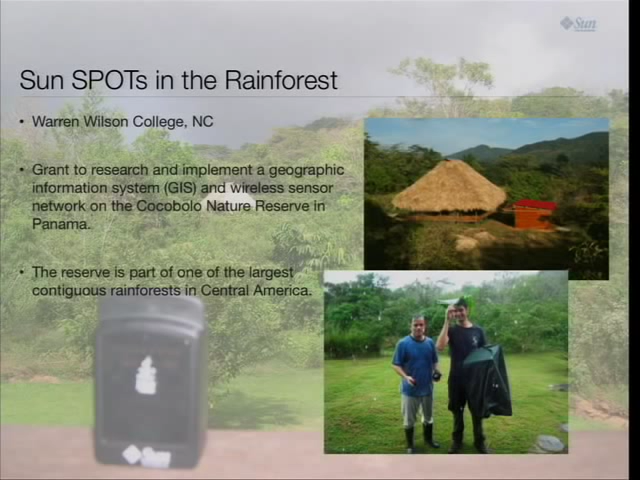 Sun
Sun SPOTs in the Rainforest
• Warren Wilson College, NC
• Grant to research and implement a geographic
information system (GIS) and wireless sensor
network on the Cocobolo Nature Reserve in
Panama.
• The reserve is part of one of the largest
contiguous rainforests in Central America.
Sun